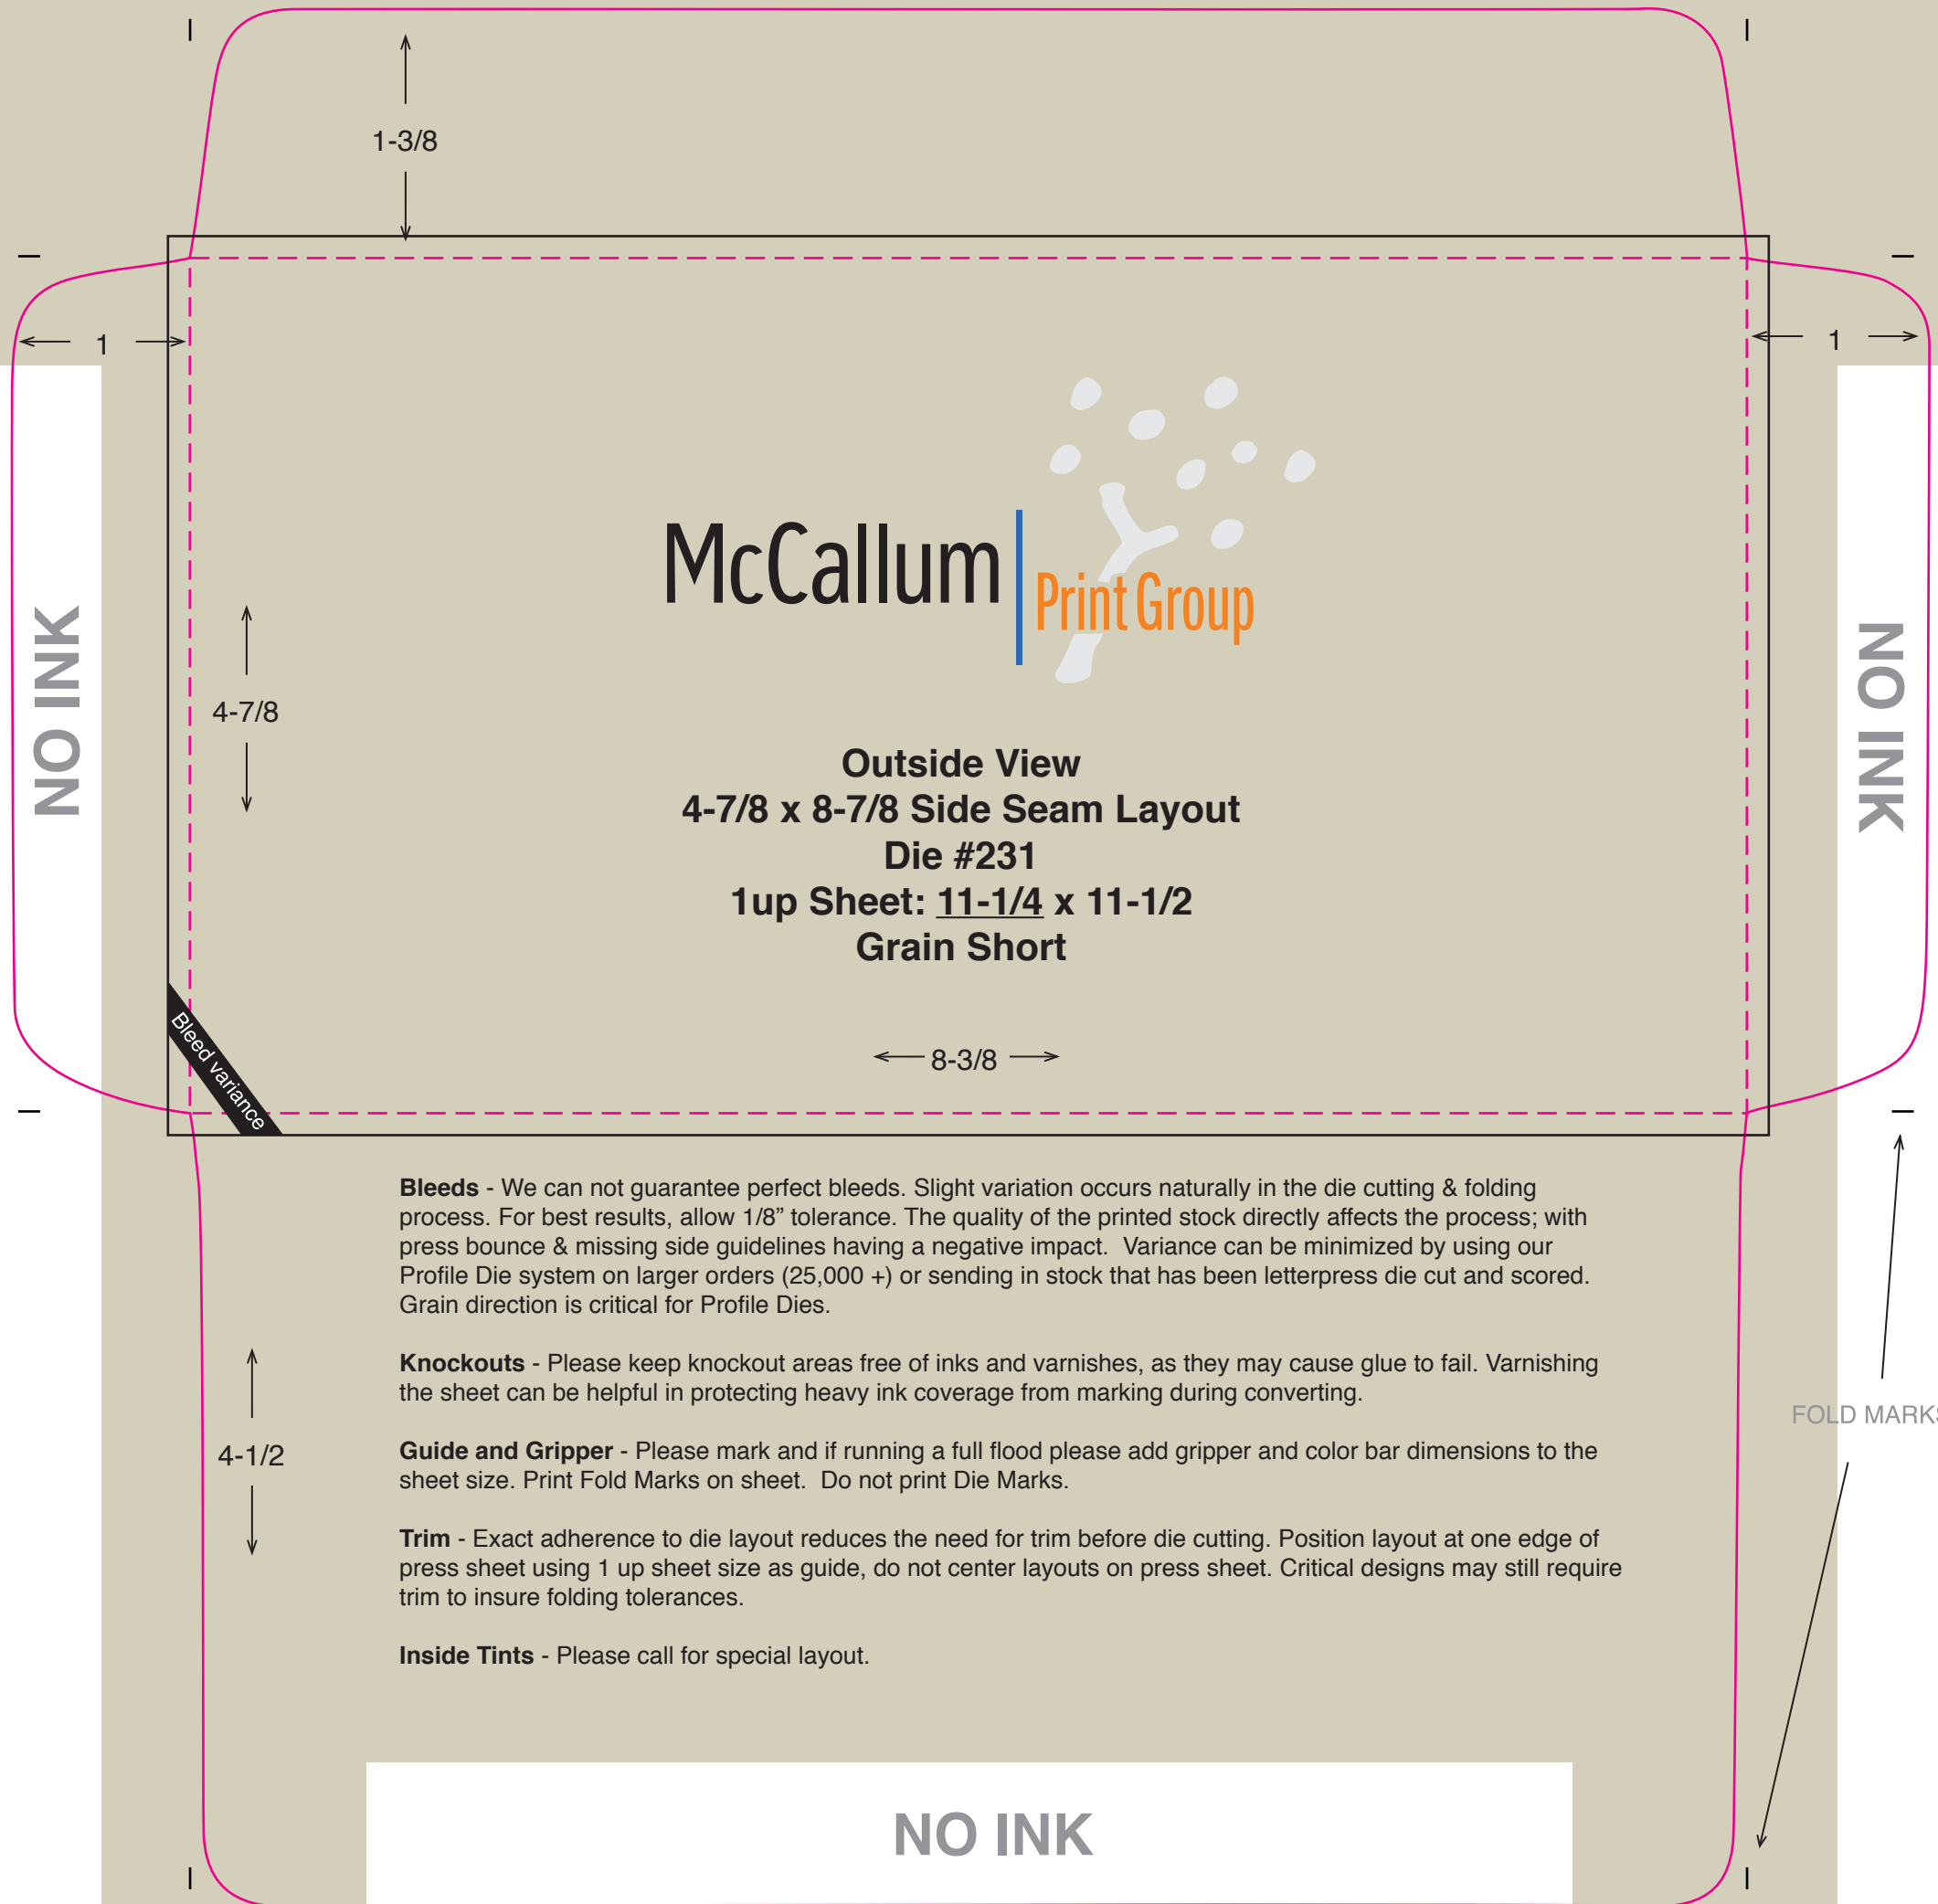 1-3/8
1
1
McCallum
Print Group
NO INK
NO INK
4-7/8
Outside View
4-7/8 x 8-7/8 Side Seam Layout
Die #231
1up Sheet: 11-1/4 x 11-1/2
Grain Short
Bleed variance
8-3/8
Bleeds - We can not guarantee perfect bleeds. Slight variation occurs naturally in the die cutting & folding
process. For best results, allow 1/8” tolerance. The quality of the printed stock directly affects the process; with
press bounce & missing side guidelines having a negative impact.  Variance can be minimized by using our
Profile Die system on larger orders (25,000 +) or sending in stock that has been letterpress die cut and scored.
Grain direction is critical for Profile Dies.
Knockouts - Please keep knockout areas free of inks and varnishes, as they may cause glue to fail. Varnishing
the sheet can be helpful in protecting heavy ink coverage from marking during converting.
FOLD MARKS
4-1/2
Guide and Gripper - Please mark and if running a full flood please add gripper and color bar dimensions to the
sheet size. Print Fold Marks on sheet.  Do not print Die Marks.
Trim - Exact adherence to die layout reduces the need for trim before die cutting. Position layout at one edge of
press sheet using 1 up sheet size as guide, do not center layouts on press sheet. Critical designs may still require
trim to insure folding tolerances.
Inside Tints - Please call for special layout.
NO INK